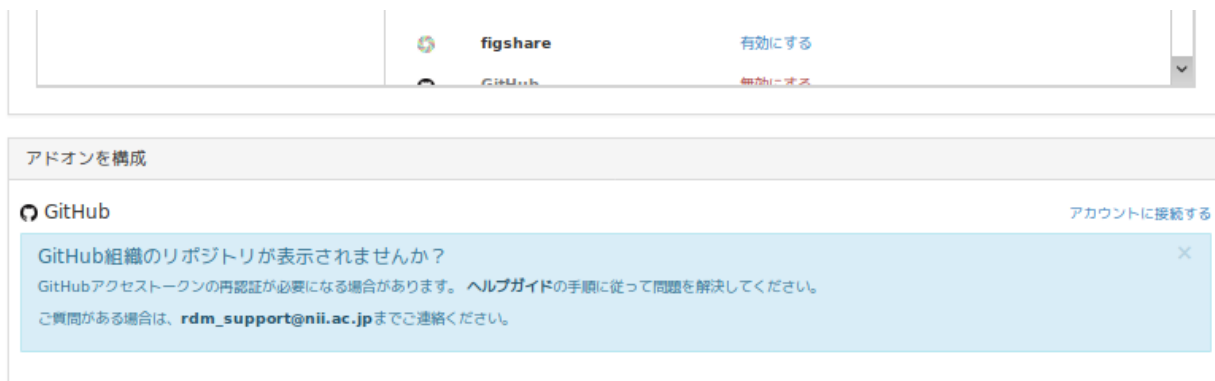 figshare 有効にする
GitHub 無効にする
アドオンを構成
GitHub アカウントに接続する
GitHub組織のリポジトリが表示されませんか？ ×
GitHubアクセストークンの再認証が必要になる場合があります。 ヘルプガイドの手順に従って問題を解決してください。
ご質問がある場合は、rdm_support@nii.ac.jpまでご連絡ください。